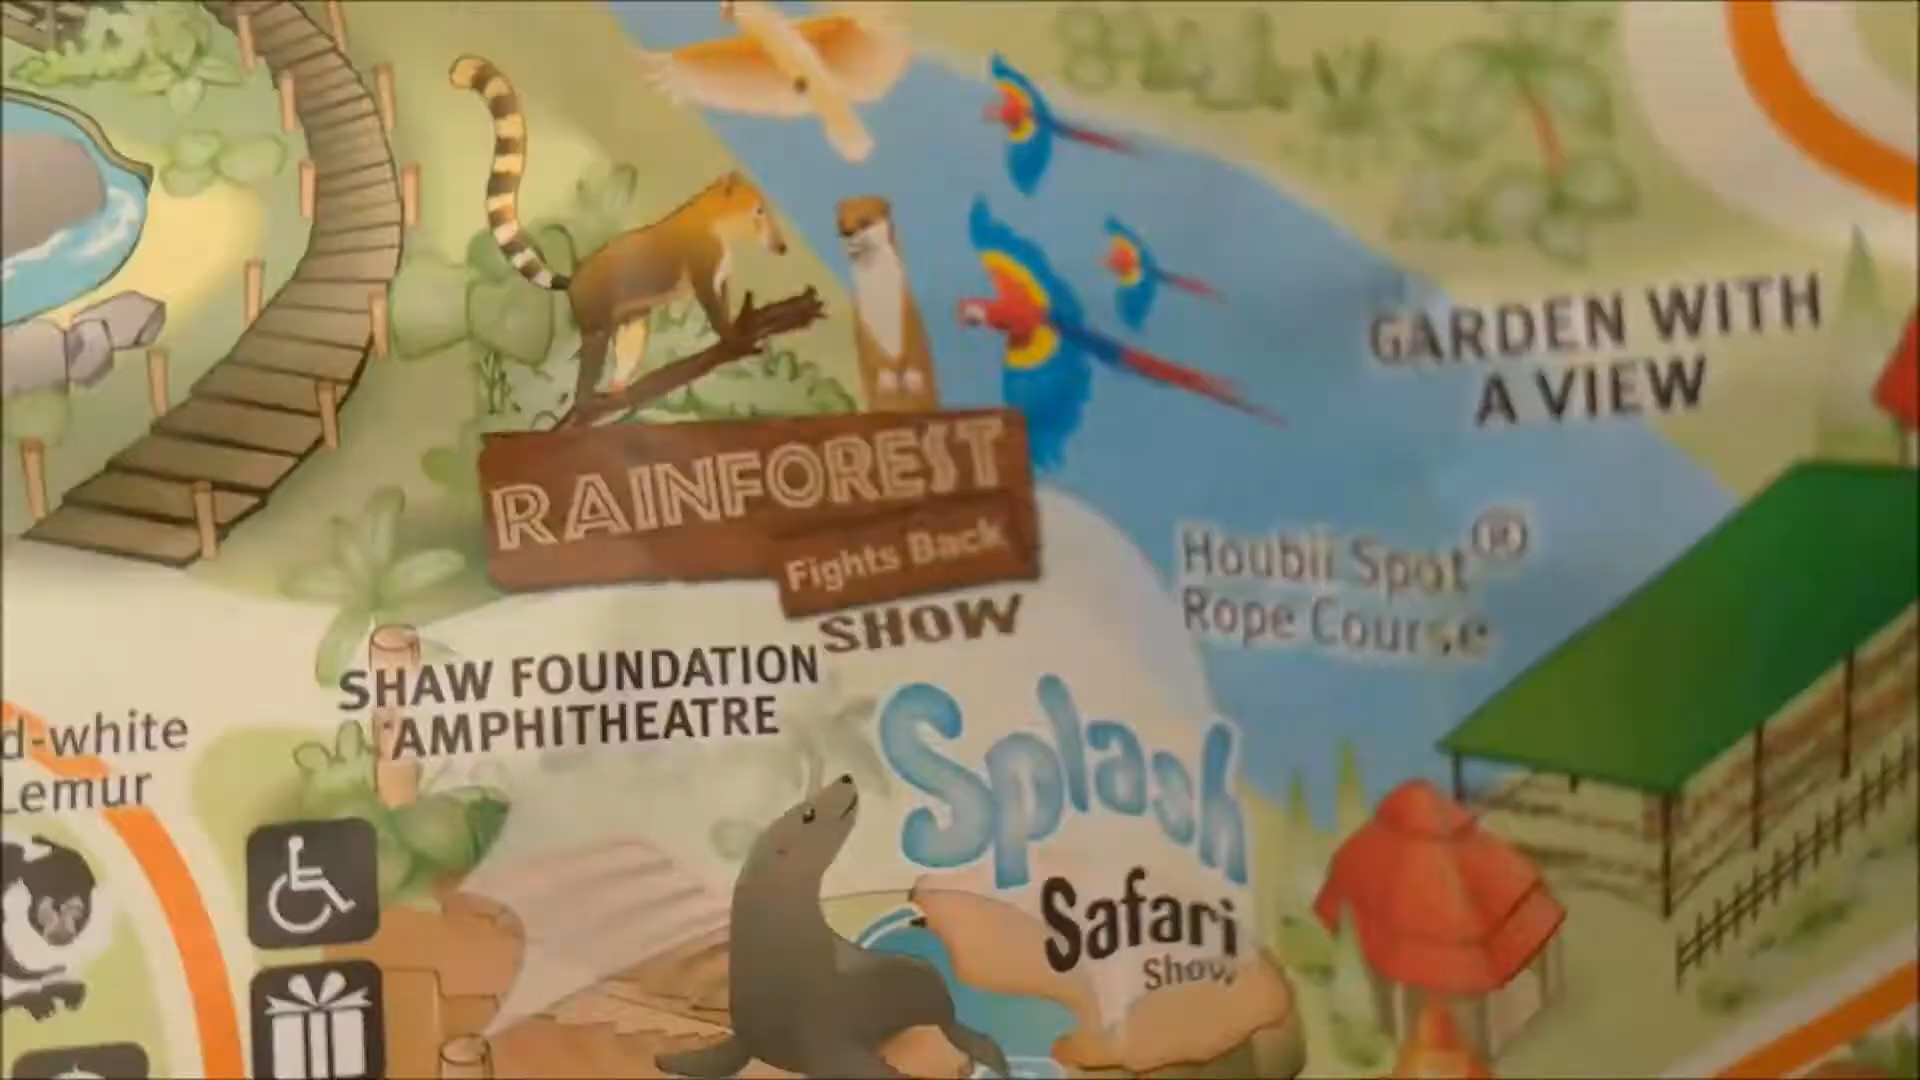 GARDEN WITH
A VIEW
RAINFOREST
Fights Back
SHOW
Houbii Spot®
Rope Course
SHAW FOUNDATION
AMPHITHEATRE
d-white
Lemur
Splash
Safari
Show